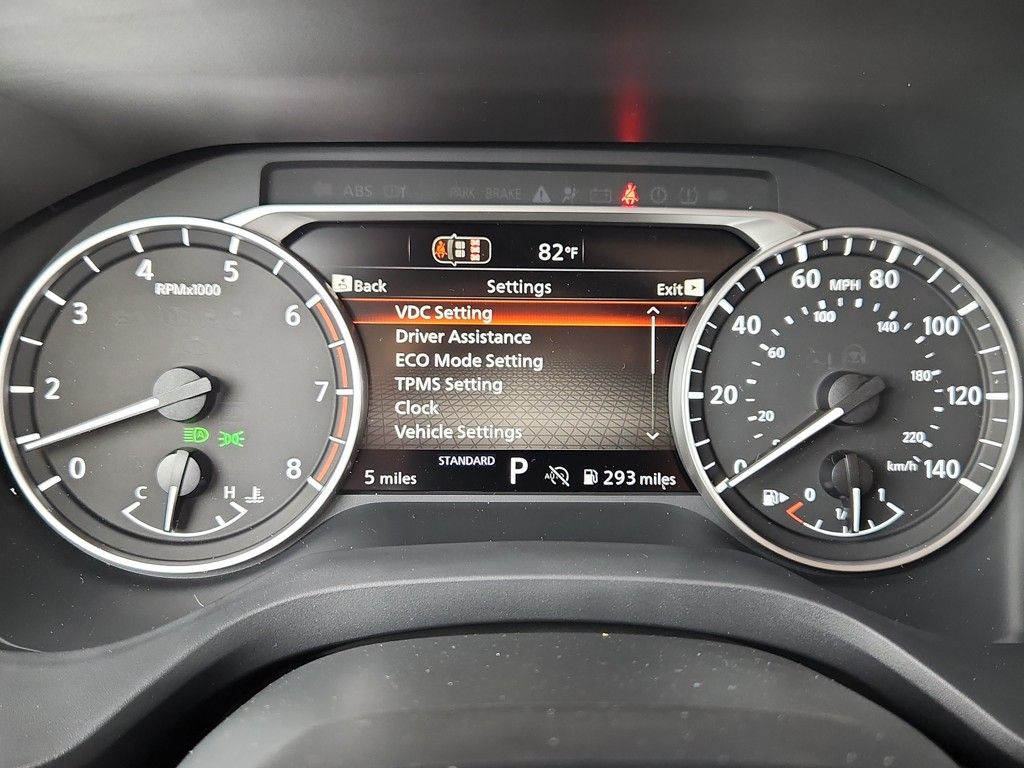 ABS
PARK BRAKE
82°F
Back Settings Exit
VDC Setting
Driver Assistance
ECO Mode Setting
TPMS Setting
Clock
Vehicle Settings
STANDARD
5 miles P AUTO 293 miles
RPMx1000
0 2 3 4 5 6 7 8
C H
MPH
0 20 40 60 80 100 120 140
20 60 100 140 180 220
km/h
0 1
A